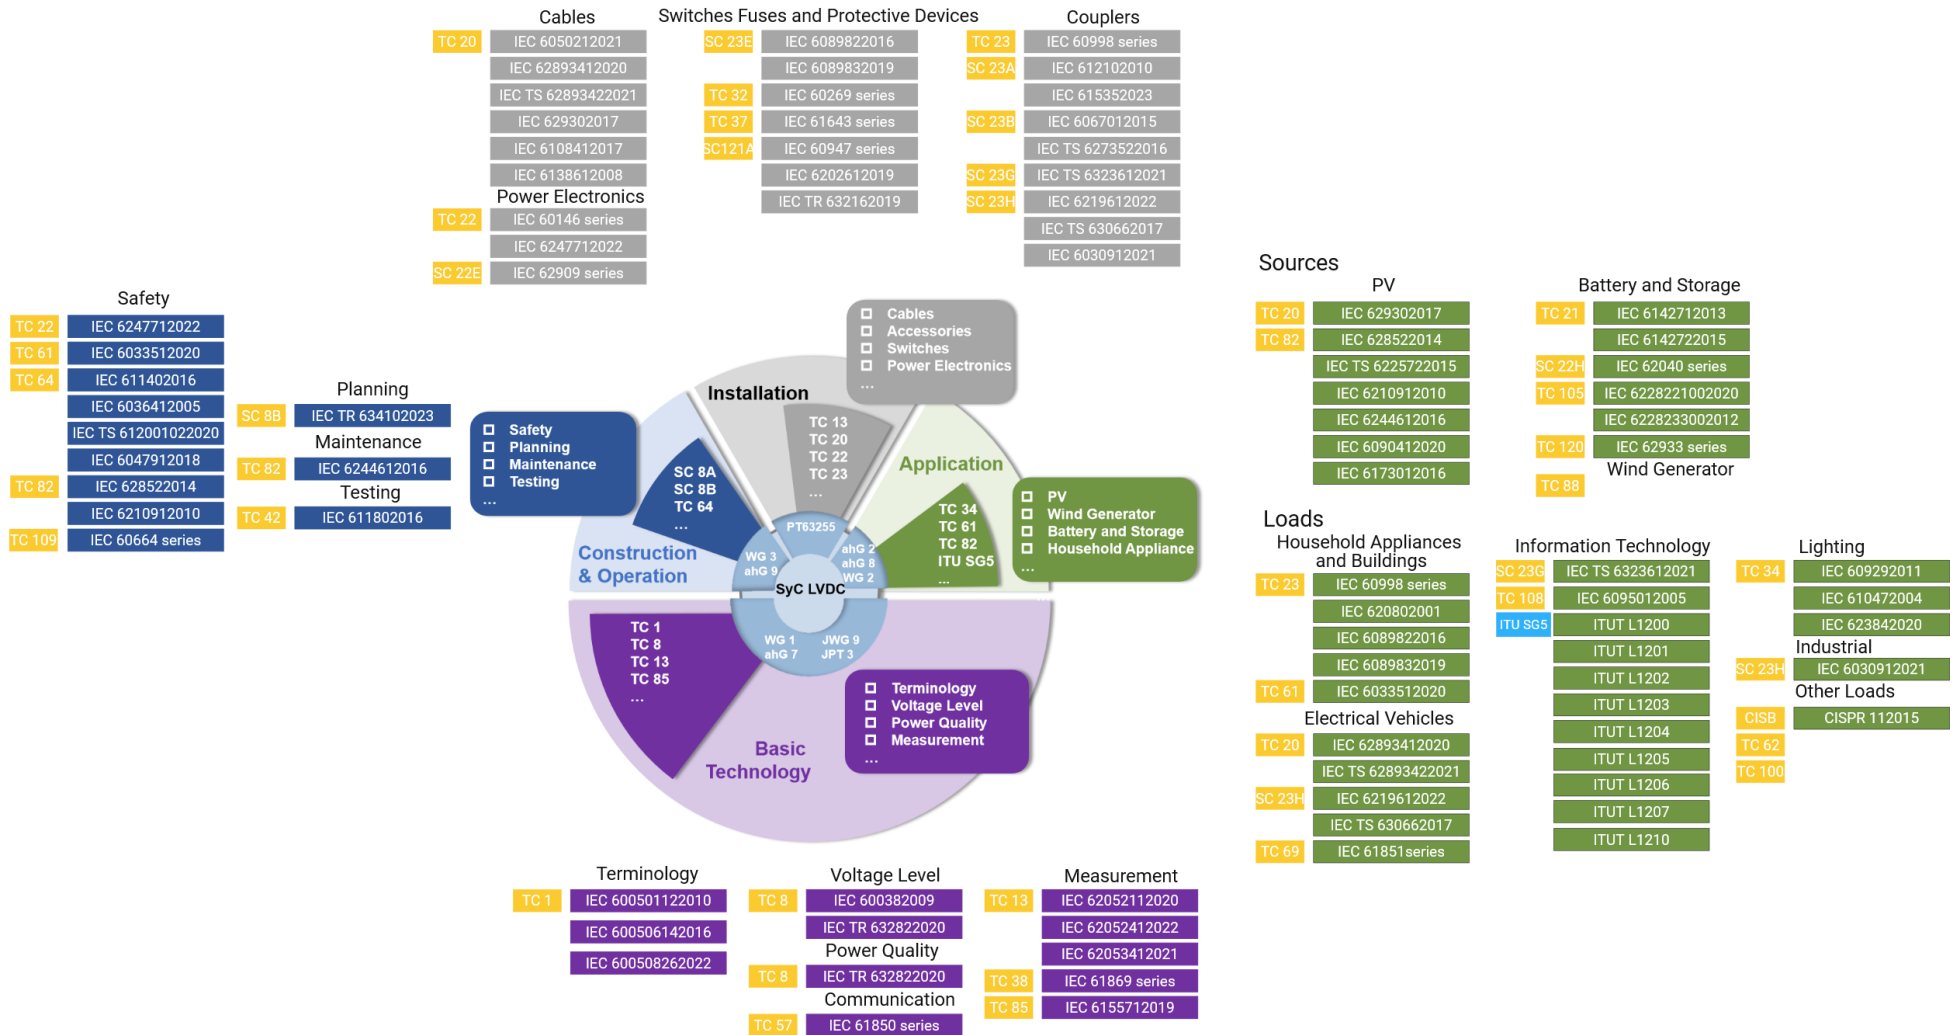 Cables
TC 20 IEC 6050212021
IEC 62893412020
IEC TS 62893422021
IEC 629302017
IEC 6108412017
IEC 6138612008
Power Electronics
TC 22 IEC 60146 series
IEC 6247712022
SC 22E IEC 62909 series
Switches Fuses and Protective Devices
SC 23E IEC 6089822016
IEC 6089832019
TC 32 IEC 60269 series
TC 37 IEC 61643 series
SC121A IEC 60947 series
IEC 6202612019
IEC TR 632162019
Couplers
TC 23 IEC 60998 series
SC 23A IEC 612102010
IEC 615352023
SC 23B IEC 6067012015
IEC TS 6273522016
SC 23G IEC TS 6323612021
SC 23H IEC 6219612022
IEC TS 630662017
IEC 6030912021
Safety
TC 22 IEC 6247712022
TC 61 IEC 6033512020
TC 64 IEC 611402016
IEC 6036412005
IEC TS 612001022020
IEC 6047912018
TC 82 IEC 628522014
IEC 6210912010
TC 109 IEC 60664 series
Planning
SC 8B IEC TR 634102023
Maintenance
TC 82 IEC 6244612016
Testing
TC 42 IEC 611802016
Safety
Planning
Maintenance
Testing
...
Construction
& Operation
SC 8A
SC 8B
TC 64
...
WG 3
ahG 9
Installation
Cables
Accessories
Switches
Power Electronics
...
TC 13
TC 20
TC 22
TC 23
...
PT63255
Application
PV
Wind Generator
Battery and Storage
Household Appliance
...
TC 34
TC 61
TC 82
ITU SG5
...
ahG 2
ahG 8
WG 2
SyC LVDC
WG 1
ahG 7
JWG 9
JPT 3
TC 1
TC 8
TC 13
TC 85
...
Basic
Technology
Terminology
Voltage Level
Power Quality
Measurement
...
Sources
PV
TC 20 IEC 629302017
TC 82 IEC 628522014
IEC TS 6225722015
IEC 6210912010
IEC 6244612016
IEC 6090412020
IEC 6173012016
Battery and Storage
TC 21 IEC 6142712013
IEC 6142722015
SC 22H IEC 62040 series
TC 105 IEC 6228221002020
IEC 6228233002012
TC 120 IEC 62933 series
Wind Generator
TC 88
Loads
Household Appliances
and Buildings
TC 23 IEC 60998 series
IEC 620802001
IEC 6089822016
IEC 6089832019
TC 61 IEC 6033512020
Electrical Vehicles
TC 20 IEC 62893412020
IEC TS 62893422021
SC 23H IEC 6219612022
IEC TS 630662017
TC 69 IEC 61851series
Information Technology
SC 23G IEC TS 6323612021
TC 108 IEC 6095012005
ITU SG5 ITUT L1200
ITUT L1201
ITUT L1202
ITUT L1203
ITUT L1204
ITUT L1205
ITUT L1206
ITUT L1207
ITUT L1210
Lighting
TC 34 IEC 609292011
IEC 610472004
IEC 623842020
Industrial
SC 23H IEC 6030912021
Other Loads
CISB CISPR 112015
TC 62
TC 100
Terminology
TC 1 IEC 600501122010
IEC 600506142016
IEC 600508262022
Voltage Level
TC 8 IEC 600382009
IEC TR 632822020
Power Quality
TC 8 IEC TR 632822020
Communication
TC 57 IEC 61850 series
Measurement
TC 13 IEC 62052112020
IEC 62052412022
IEC 62053412021
TC 38 IEC 61869 series
TC 85 IEC 6155712019